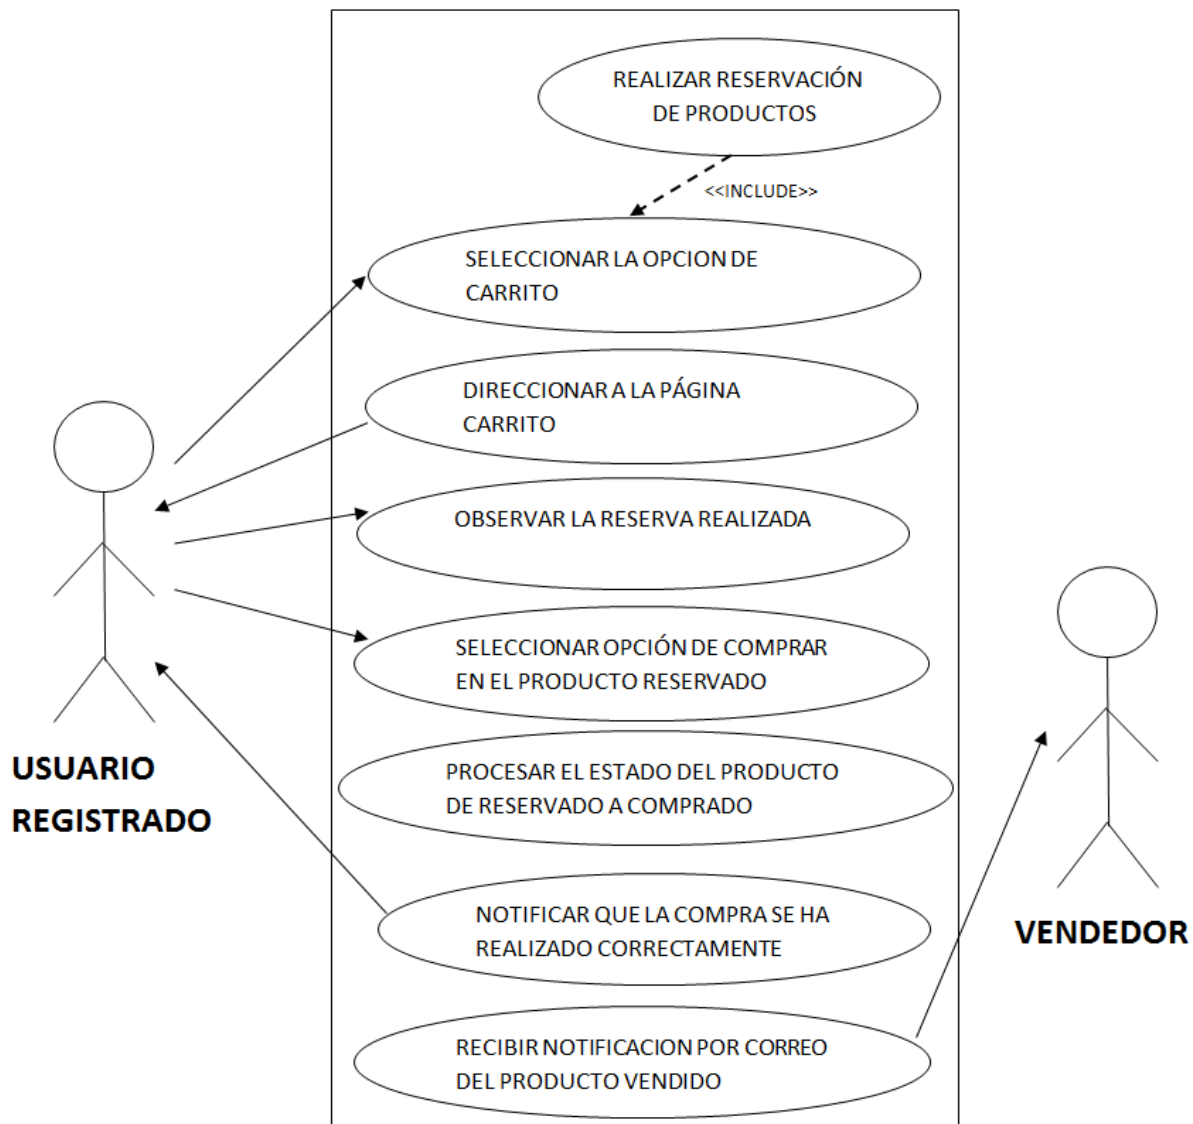 REALIZAR RESERVACIÓN
DE PRODUCTOS
<<INCLUDE>>
SELECCIONAR LA OPCION DE
CARRITO
DIRECCIONAR A LA PÁGINA
CARRITO
OBSERVAR LA RESERVA REALIZADA
SELECCIONAR OPCIÓN DE COMPRAR
EN EL PRODUCTO RESERVADO
USUARIO
REGISTRADO
PROCESAR EL ESTADO DEL PRODUCTO
DE RESERVADO A COMPRADO
NOTIFICAR QUE LA COMPRA SE HA
REALIZADO CORRECTAMENTE
VENDEDOR
RECIBIR NOTIFICACION POR CORREO
DEL PRODUCTO VENDIDO